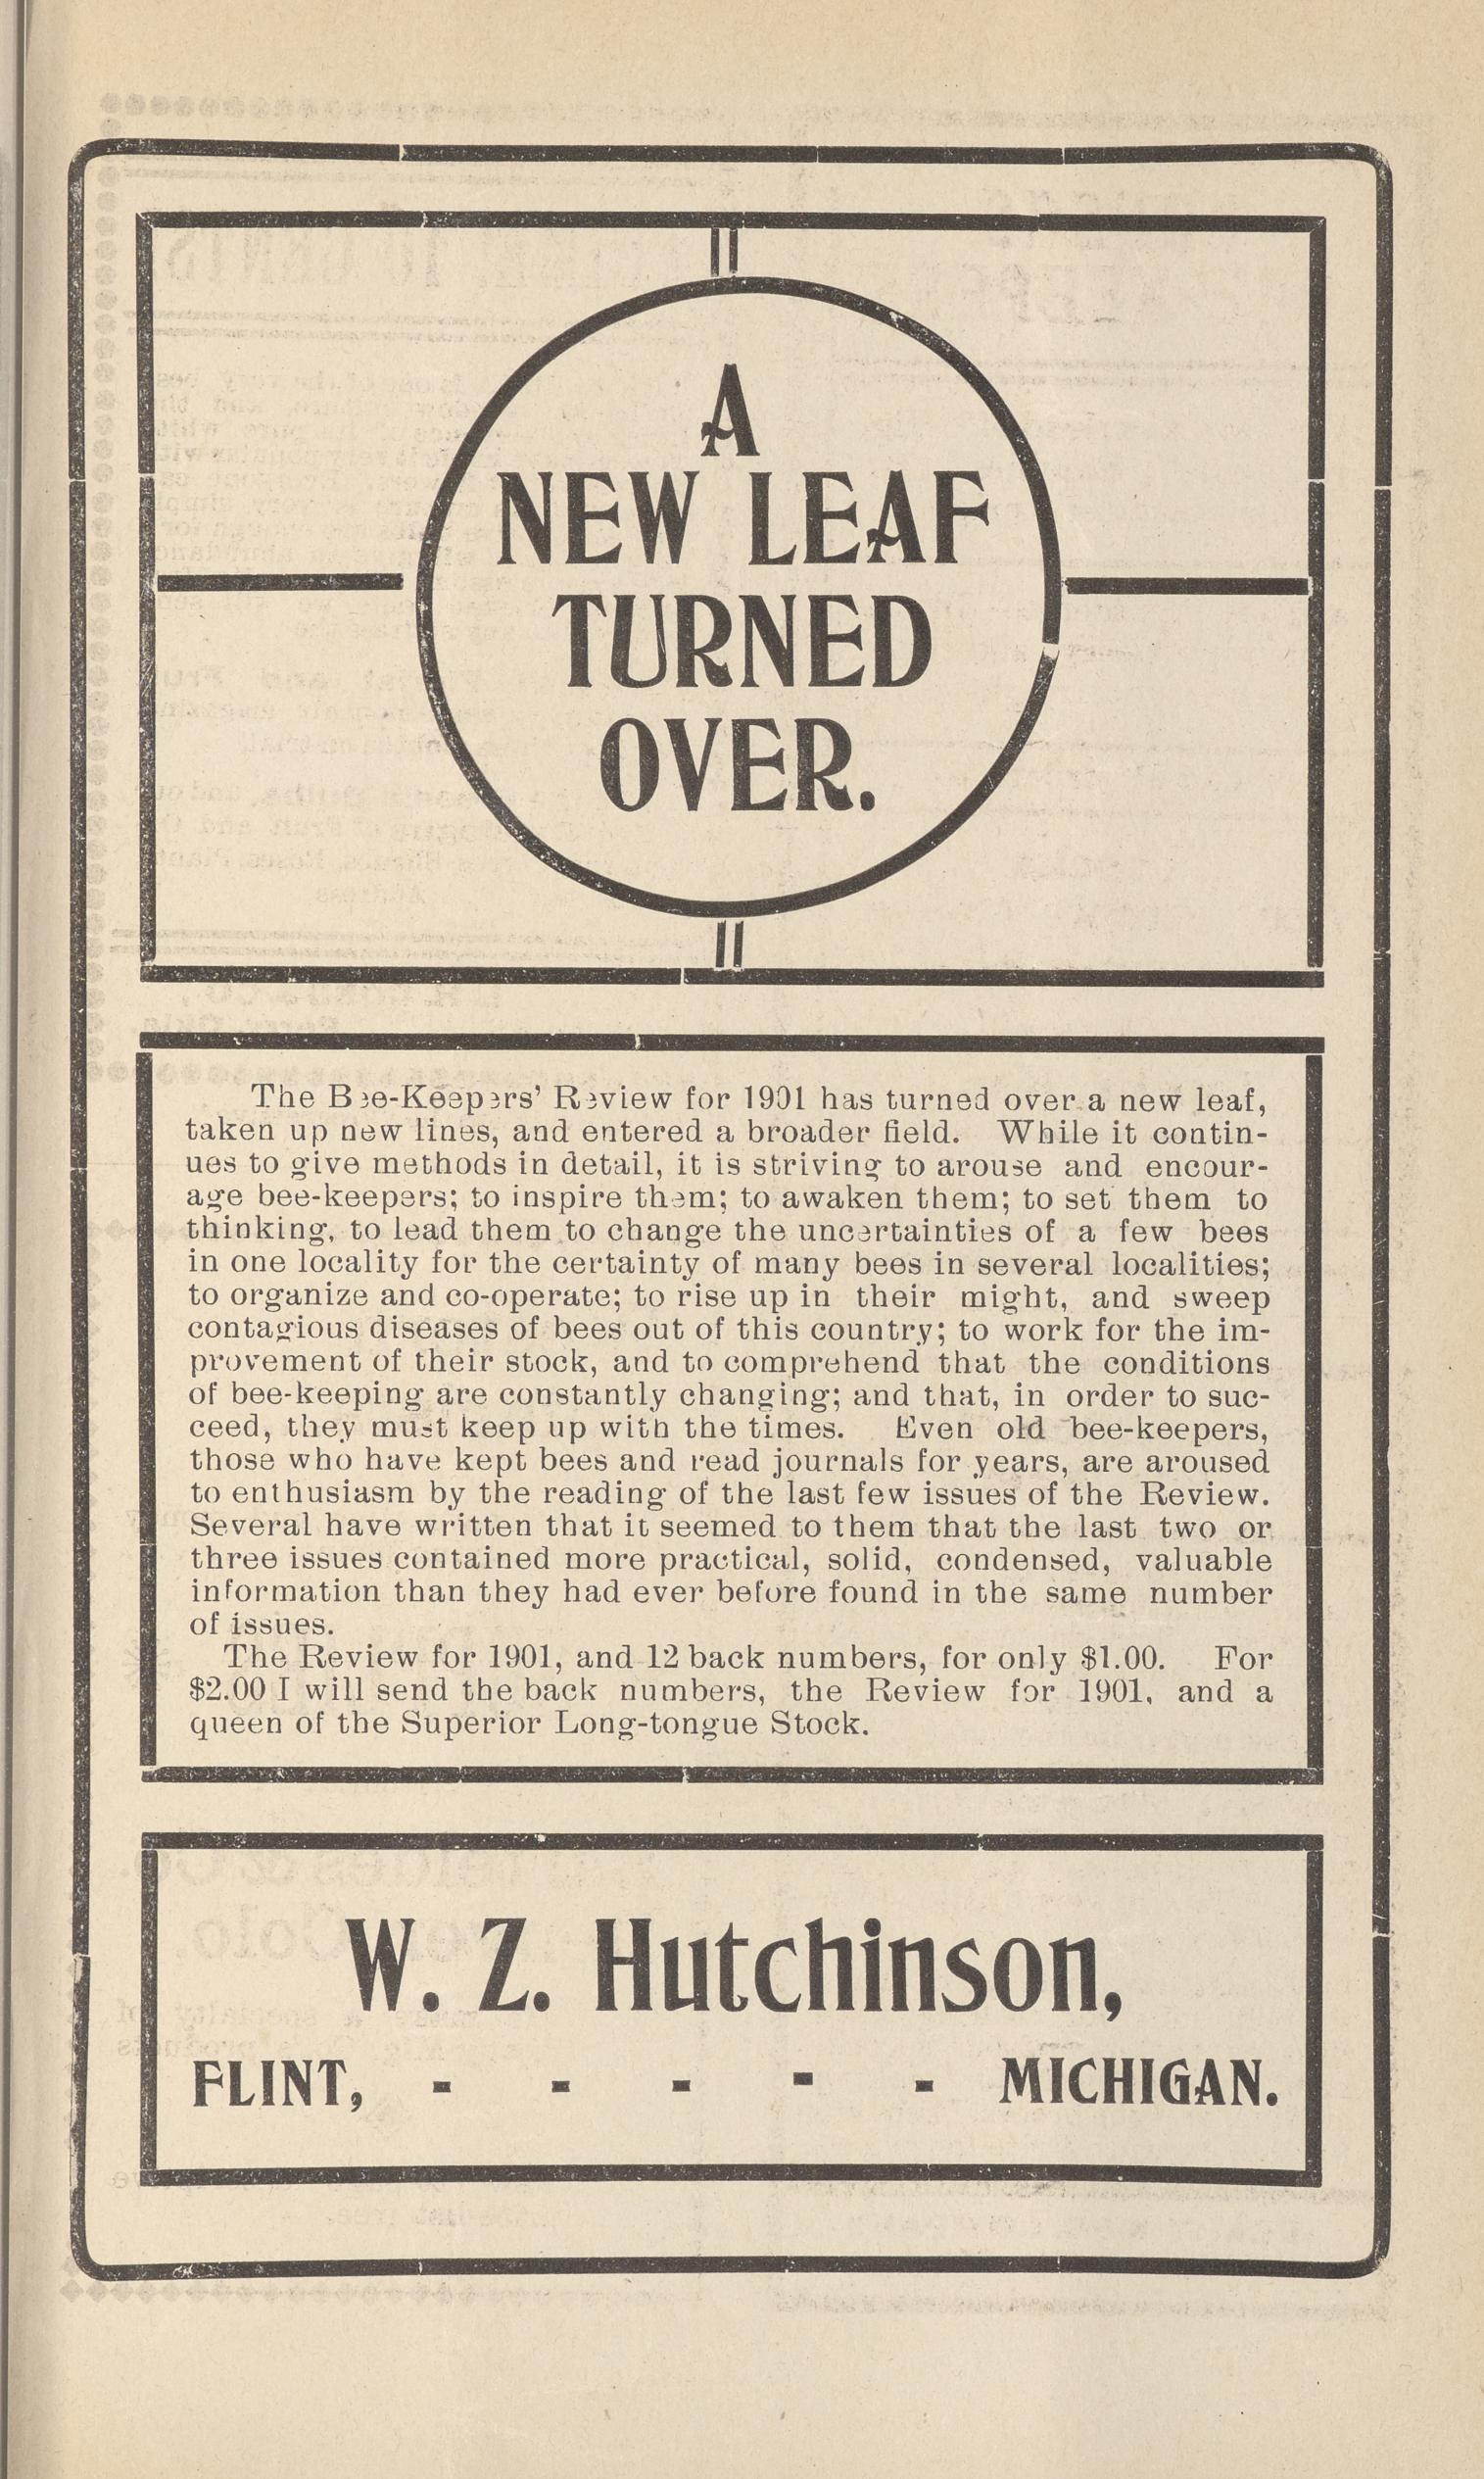 A
NEW LEAF
TURNED
OVER.
The Bee-Keepers' Review for 1901 has turned over a new leaf,
taken up new lines, and entered a broader field. While it contin-
ues to give methods in detail, it is striving to arouse and encour-
age bee-keepers; to inspire them; to awaken them; to set them to
thinking, to lead them to change the uncertainties of a few bees
in one locality for the certainty of many bees in several localities;
to organize and co-operate; to rise up in their might, and sweep
contagious diseases of bees out of this country; to work for the im-
provement of their stock, and to comprehend that the conditions
of bee-keeping are constantly changing; and that, in order to suc-
ceed, they must keep up with the times. Even old bee-keepers,
those who have kept bees and read journals for years, are aroused
to enthusiasm by the reading of the last few issues of the Review.
Several have written that it seemed to them that the last two or
three issues contained more practical, solid, condensed, valuable
information than they had ever before found in the same number
of issues.
The Review for 1901, and 12 back numbers, for only $1.00. For
$2.00 I will send the back numbers, the Review for 1901, and a
queen of the Superior Long-tongue Stock.
W. Z. Hutchinson,
FLINT, - - - - - MICHIGAN.